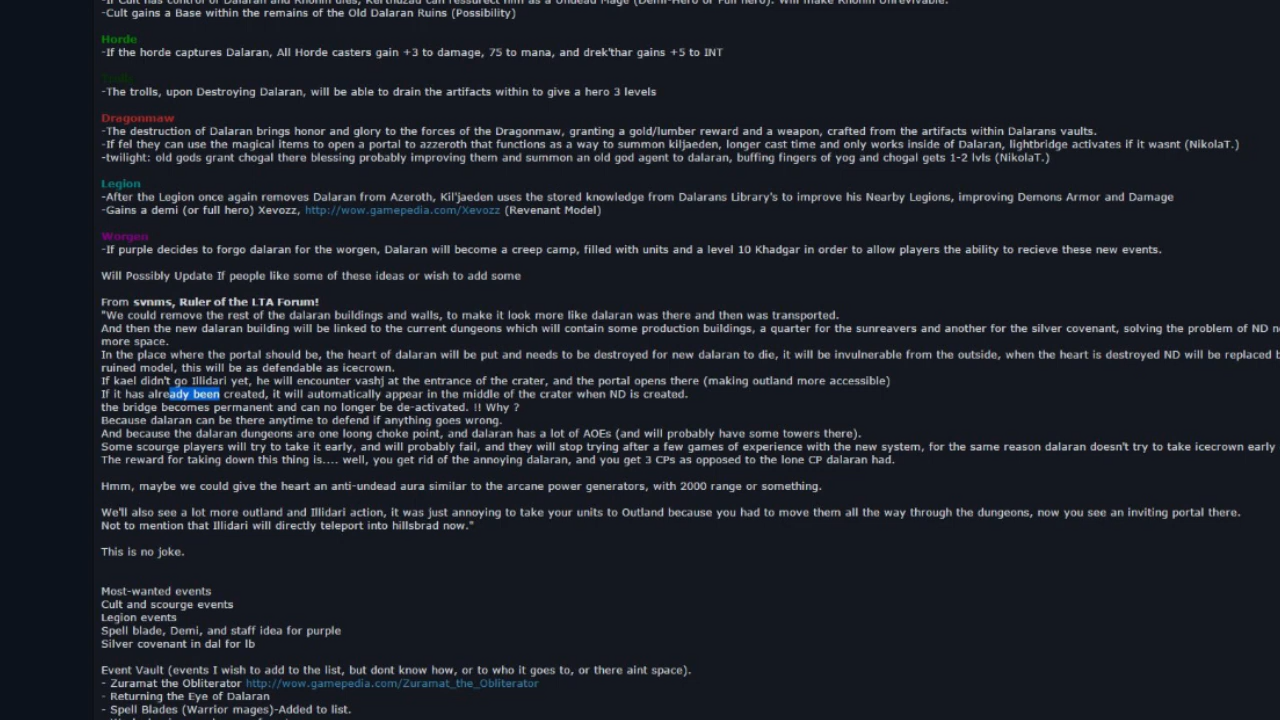 -If Cult has control of Dalaran and Rhonin dies, Kel'thuzad can ressurect him as a Undead Mage (Demi-Hero or Full hero). Will make Rhonin Unrevivable.
-Cult gains a Base within the remains of the Old Dalaran Ruins (Possibility)
Horde
-If the horde captures Dalaran, All Horde casters gain +3 to damage, 75 to mana, and drek'thar gains +5 to INT
Trolls
-The trolls, upon Destroying Dalaran, will be able to drain the artifacts within to give a hero 3 levels
Dragonmaw
-The destruction of Dalaran brings honor and glory to the forces of the Dragonmaw, granting a gold/lumber reward and a weapon, crafted from the artifacts within Dalarans vaults.
-If fel they can use the magical items to open a portal to azzeroth that functions as a way to summon kiljaeden, longer cast time and only works inside of Dalaran, lightbridge activates if it wasnt (NikolaT.)
-twilight: old gods grant chogal there blessing probably improving them and summon an old god agent to dalaran, buffing fingers of yog and chogal gets 1-2 lvls (NikolaT.)
Legion
-After the Legion once again removes Dalaran from Azeroth, Kil'jaeden uses the stored knowledge from Dalarans Library's to improve his Nearby Legions, improving Demons Armor and Damage
-Gains a demi (or full hero) Xevozz, http://wow.gamepedia.com/Xevozz (Revenant Model)
Worgen
-If purple decides to forgo dalaran for the worgen, Dalaran will become a creep camp, filled with units and a level 10 Khadgar in order to allow players the ability to recieve these new events.
Will Possibly Update If people like some of these ideas or wish to add some
From svnms, Ruler of the LTA Forum!
"We could remove the rest of the dalaran buildings and walls, to make it look more like dalaran was there and then was transported.
And then the new dalaran building will be linked to the current dungeons which will contain some production buildings, a quarter for the sunreavers and another for the silver covenant, solving the problem of ND
more space.
In the place where the portal should be, the heart of dalaran will be put and needs to be destroyed for new dalaran to die, it will be invulnerable from the outside, when the heart is destroyed ND will be replaced
ruined model, this will be as defendable as icecrown.
If kael didn't go Illidari yet, he will encounter vashj at the entrance of the crater, and the portal opens there (making outland more accessible)
If it has already been created, it will automatically appear in the middle of the crater when ND is created.
the bridge becomes permanent and can no longer be de-activated. !! Why ?
Because dalaran can be there anytime to defend if anything goes wrong.
And because the dalaran dungeons are one loong choke point, and dalaran has a lot of AOEs (and will probably have some towers there).
Some scourge players will try to take it early, and will probably fail, and they will stop trying after a few games of experience with the new system, for the same reason dalaran doesn't try to take icecrown early
The reward for taking down this thing is.... well, you get rid of the annoying dalaran, and you get 3 CPs as opposed to the lone CP dalaran had.
Hmm, maybe we could give the heart an anti-undead aura similar to the arcane power generators, with 2000 range or something.
We'll also see a lot more outland and Illidari action, it was just annoying to take your units to Outland because you had to move them all the way through the dungeons, now you see an inviting portal there.
Not to mention that Illidari will directly teleport into hillsbrad now."
This is no joke.
Most-wanted events
Cult and scourge events
Legion events
Spell blade, Demi, and staff idea for purple
Silver covenant in dal for lb
Event Vault (events I wish to add to the list, but dont know how, or to who it goes to, or there aint space).
- Zuramat the Obliterator http://wow.gamepedia.com/Zuramat_the_Obliterator
- Returning the Eye of Dalaran
- Spell Blades (Warrior mages)-Added to list.